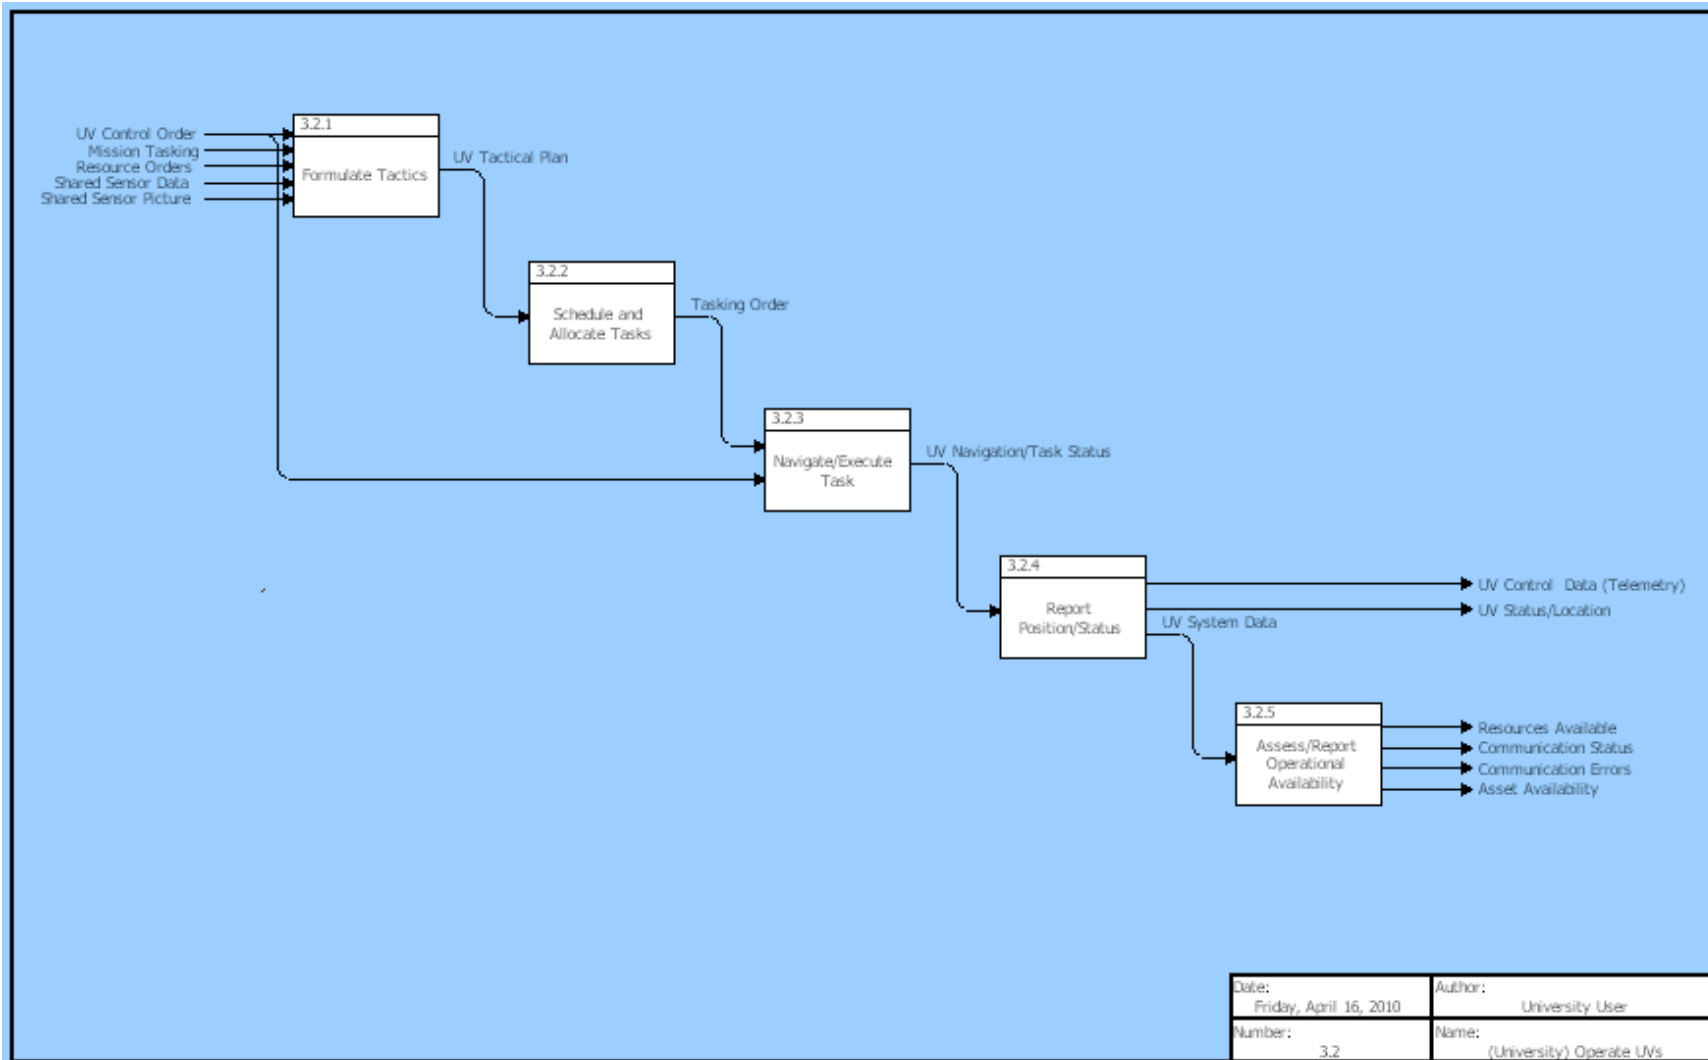 3.2.1
UV Control Order
Mission Tasking
Resource Orders
Shared Sensor Data
Shared Sensor Picture
Formulate Tactics
UV Tactical Plan
3.2.2
Schedule and
Allocate Tasks
Tasking Order
3.2.3
Navigate/Execute
Task
UV Navigation/Task Status
3.2.4
Report
Position/Status
UV Control Data (Telemetry)
UV Status/Location
UV System Data
3.2.5
Assess/Report
Operational
Availability
Resources Available
Communication Status
Communication Errors
Asset Availability
Date:
Friday, April 16, 2010
Author:
University User
Number:
3.2
Name:
(University) Operate UVs